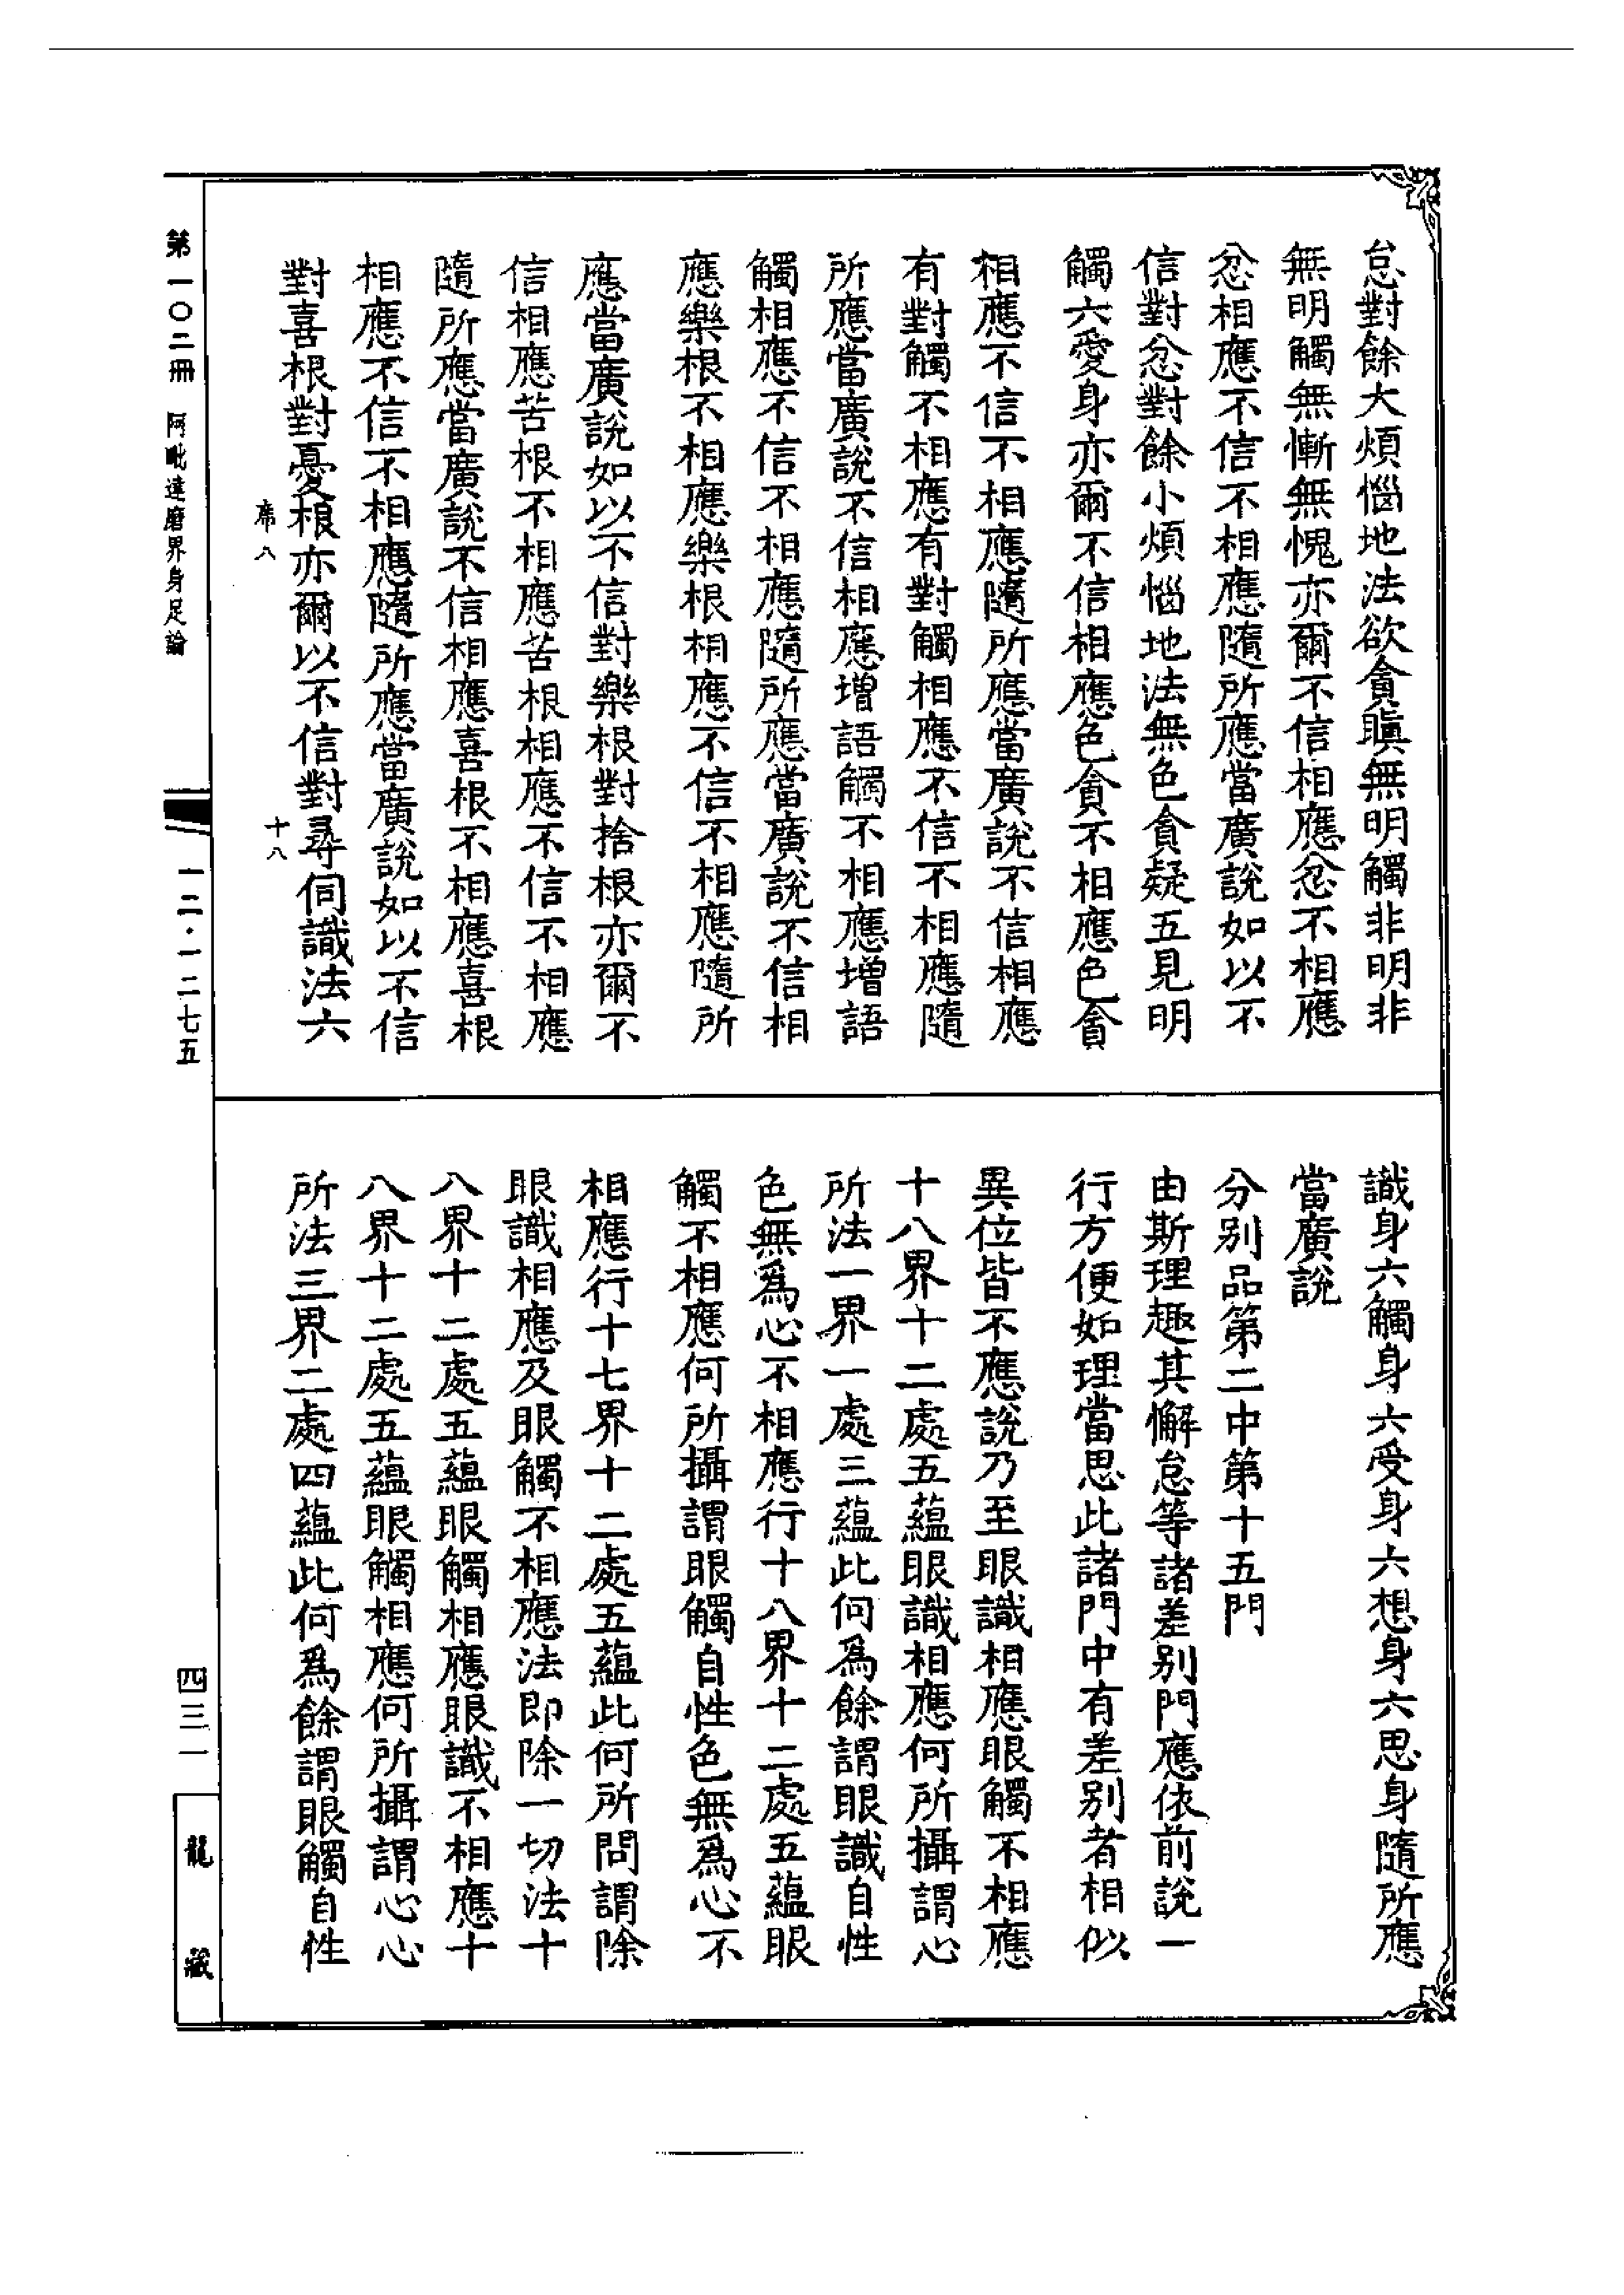 怠對餘大煩惱地法欲貪瞋無明觸非明非
無明觸無慚無愧亦爾不信相應忿不相應
忿相應不信不相應隨所應當廣說如以不
信對忿對餘小煩惱地法無色貪疑五見明
觸六愛身亦爾不信相應色貪不相應色貪
相應不信不相應隨所應當廣說不信相應
有對觸不相應有對觸相應不信不相應隨
所應當廣說不信相應增語觸不相應增語
觸相應不信不相應隨所應當廣說不信相
應樂根不相應樂根相應不信不相應隨所
應當廣說如以不信對樂根對捨根亦爾不
信相應苦根不相應苦根相應不信不相應
隨所應當廣說不信相應喜根不相應喜根
相應不信不相應隨所應當廣說如以不信
對喜根對憂根亦爾以不信對尋伺識法六
席八
十八
識身六觸身六受身六想身六思身隨所應
當廣說
分別品第二中第十五門
由斯理趣其懈怠等諸差別門應依前說一
行方便如理當思此諸門中有差別者相似
異位皆不應說乃至眼識相應眼觸不相應
十八界十二處五蘊眼識相應何所攝謂心
所法一界一處三蘊此何爲餘謂眼識自性
色無爲心不相應行十八界十二處五蘊眼
觸不相應何所攝謂眼觸自性色無爲心不
相應行十七界十二處五蘊此何所問謂除
眼識相應及眼觸不相應法即除一切法十
八界十二處五蘊眼觸相應眼識不相應十
八界十二處五蘊眼觸相應何所攝謂心心
所法三界二處四蘊此何爲餘謂眼觸自性
第一〇二冊 阿毗達磨界身足論
一二·一二七五
四三一
龍藏